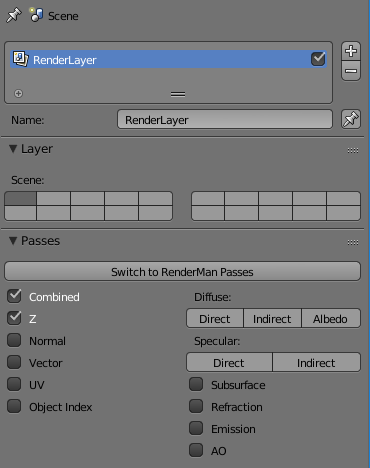 Scene
RenderLayer
Name: RenderLayer
Layer
Scene:
Passes
Switch to RenderMan Passes
Combined
Z
Normal
Vector
UV
Object Index
Diffuse:
Direct Indirect Albedo
Specular:
Direct Indirect
Subsurface
Refraction
Emission
AO